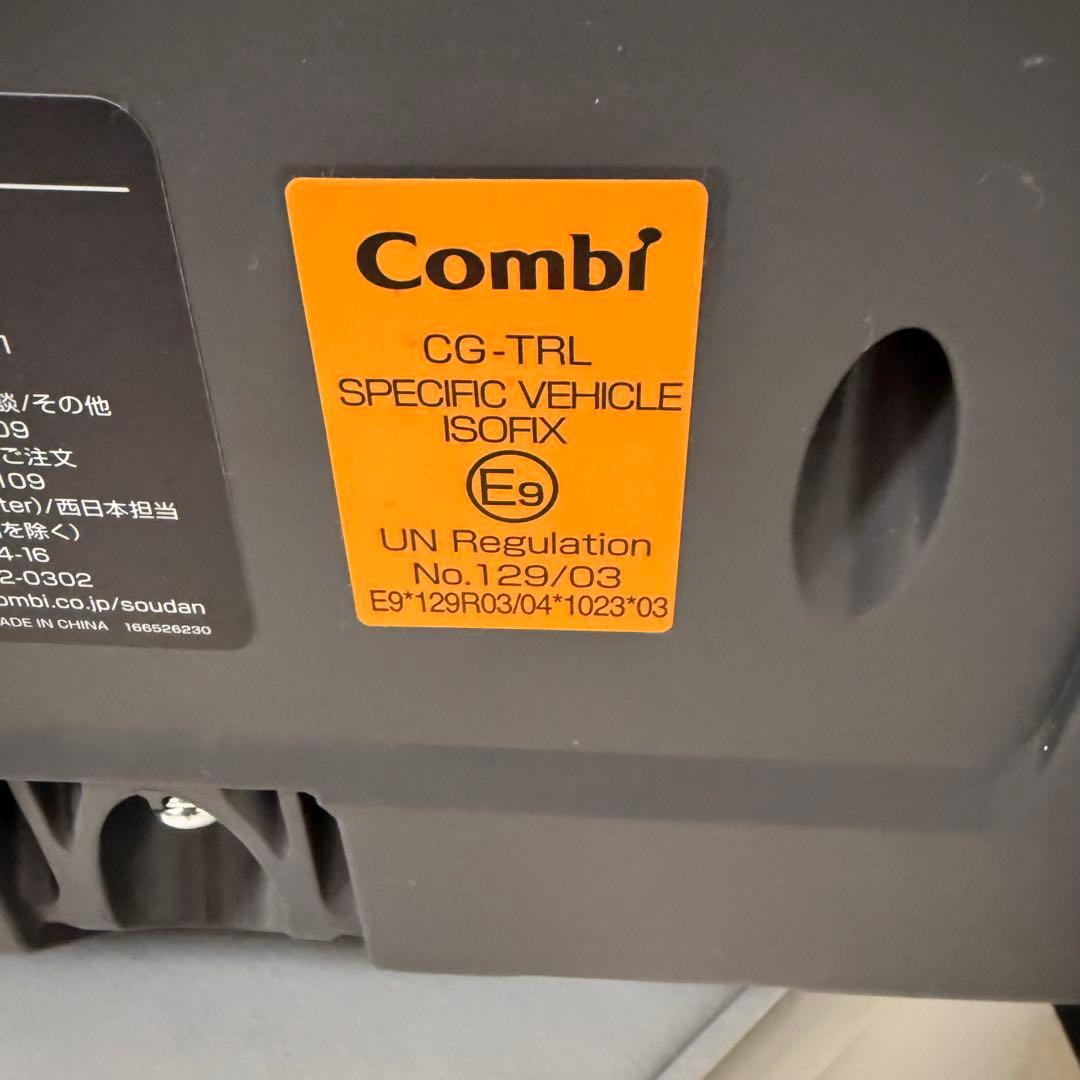 1
談/その他
09
ご注文
109
ter)/西日本担当
を除く)
4-16
2-0302
ombi.co.jp/soudan
ADE IN CHINA 166526230
Combi
CG-TRL
SPECIFIC VEHICLE
ISOFIX
E9
UN Regulation
No.129/03
E9*129R03/04*1023*03